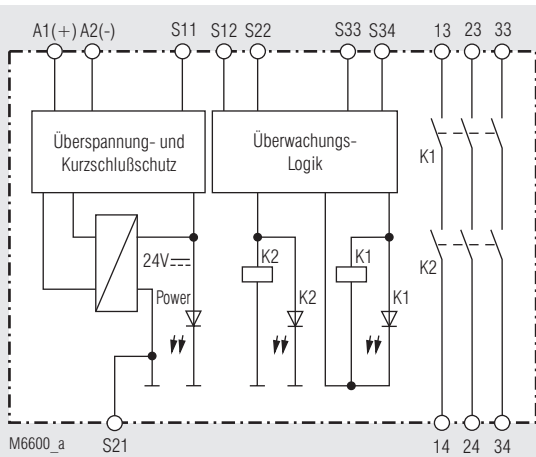 A1(+) A2(-) S11 S12 S22 S33 S34 13 23 33
Überspannung- und
Kurzschlußschutz
Überwachungs-
Logik
K1
24V
K2
K1
K2
Power
K2
K1
M6600_a
S21
14 24 34